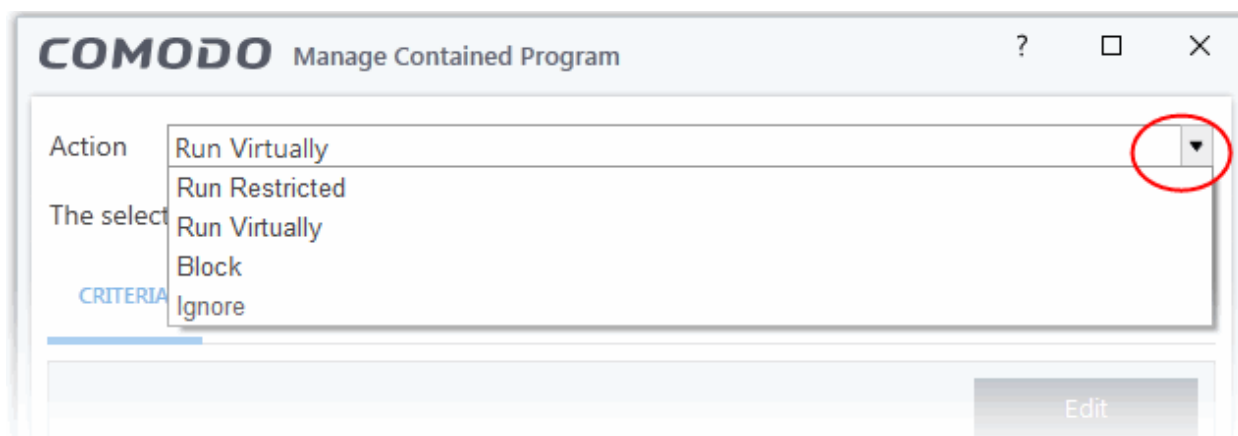 COMODO Manage Contained Program ?
Action Run Virtually
Run Restricted
The select
Run Virtually
Block
CRITERIA
Ignore
Edit